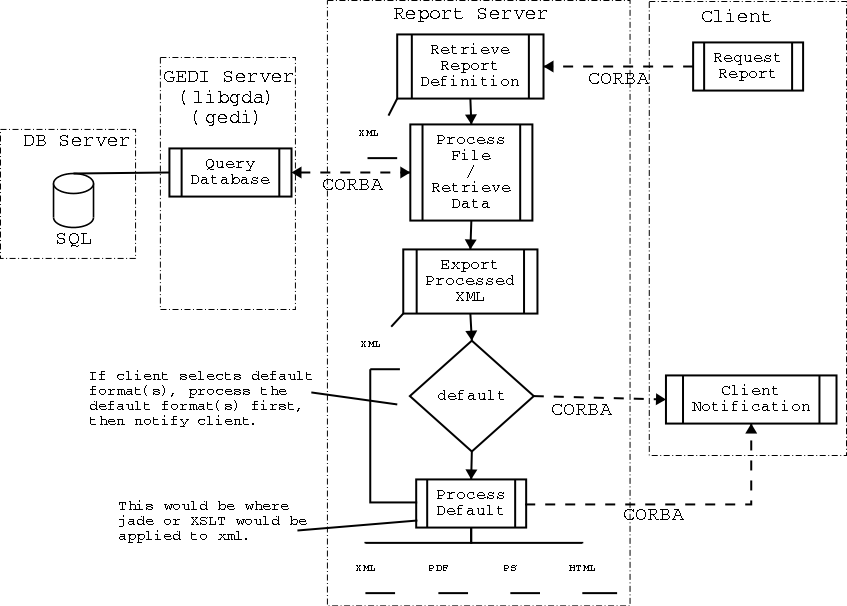 Report Server
Client
Retrieve
Report
Definition
CORBA
Request
Report
GEDI Server
(libgda)
(gedi)
XML
DB Server
Query
Database
CORBA
Process
File
/
Retrieve
Data
SQL
Export
Processed
XML
XML
If client selects default
format(s), process the
default format(s) first,
then notify client.
default
CORBA
Client
Notification
Process
Default
CORBA
This would be where
jade or XSLT would be
applied to xml.
XML
PDF
PS
HTML